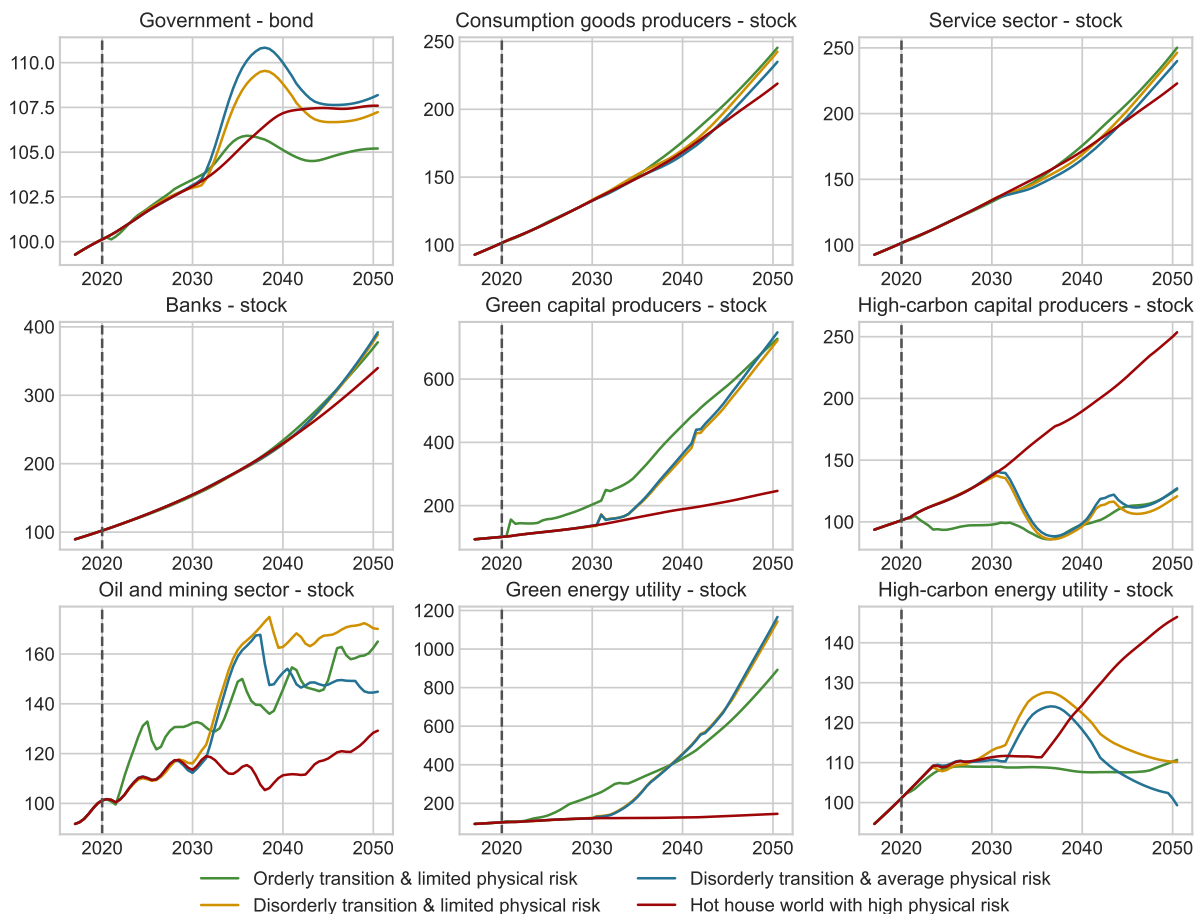 Government - bond
Consumption goods producers - stock
Service sector - stock
110.0
107.5
105.0
102.5
100.0
2020 2030 2040 2050
250
200
150
100
2020 2030 2040 2050
250
200
150
100
2020 2030 2040 2050
Banks - stock
Green capital producers - stock
High-carbon capital producers - stock
400
300
200
100
2020 2030 2040 2050
600
400
200
2020 2030 2040 2050
250
200
150
100
2020 2030 2040 2050
Oil and mining sector - stock
Green energy utility - stock
High-carbon energy utility - stock
160
140
120
100
2020 2030 2040 2050
1200
1000
800
600
400
200
2020 2030 2040 2050
140
130
120
110
100
2020 2030 2040 2050
Orderly transition & limited physical risk
Disorderly transition & limited physical risk
Disorderly transition & average physical risk
Hot house world with high physical risk